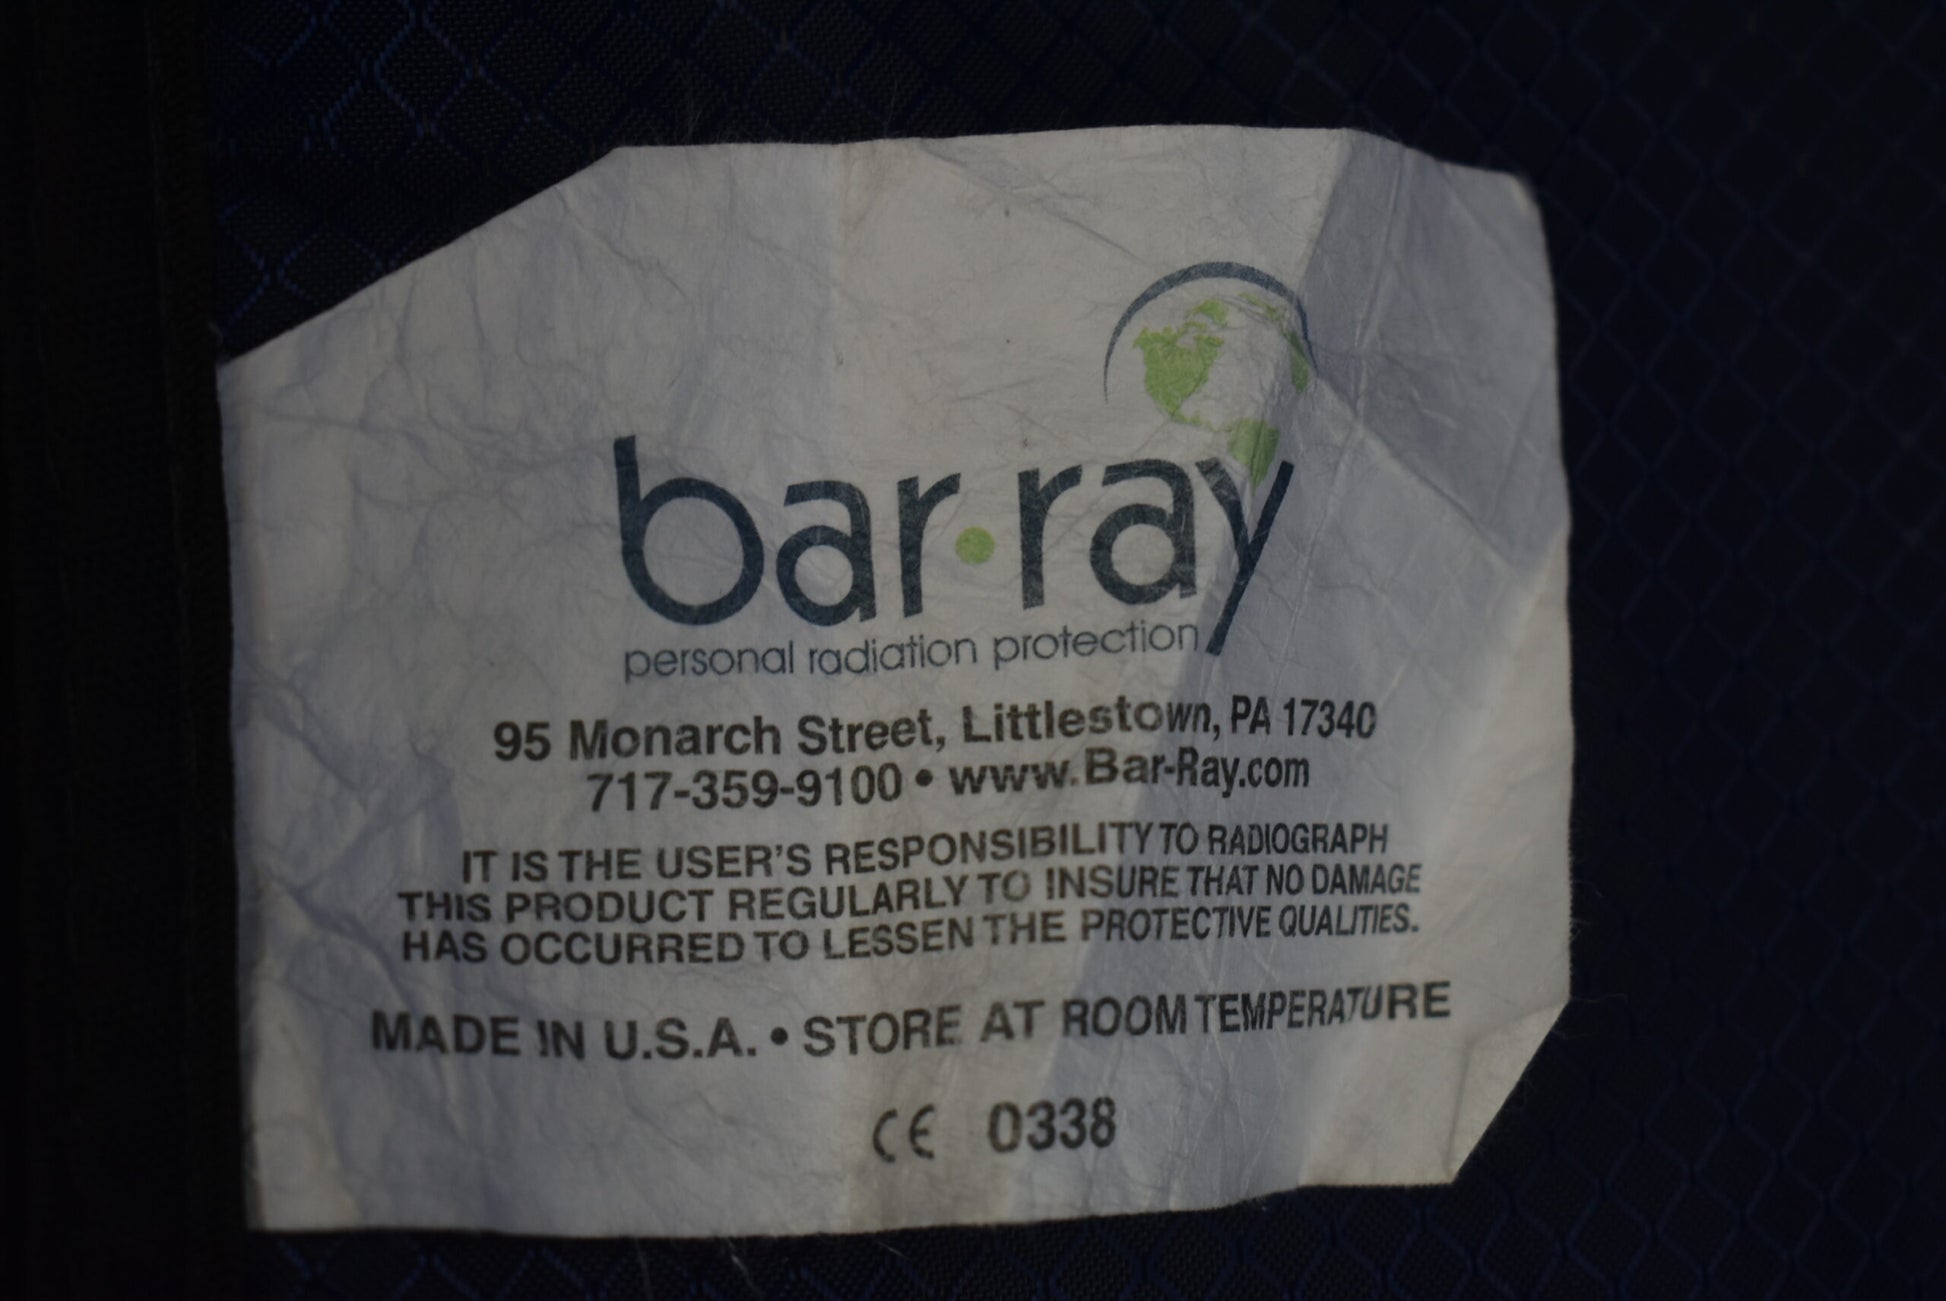 bar·ray
personal radiation protection
95 Monarch Street, Littlestown, PA 17340
717-359-9100 • www.Bar-Ray.com
IT IS THE USER'S RESPONSIBILITY TO RADIOGRAPH
THIS PRODUCT REGULARLY TO INSURE THAT NO DAMAGE
HAS OCCURRED TO LESSEN THE PROTECTIVE QUALITIES.
MADE IN U.S.A. • STORE AT ROOM TEMPERATURE
CE 0338